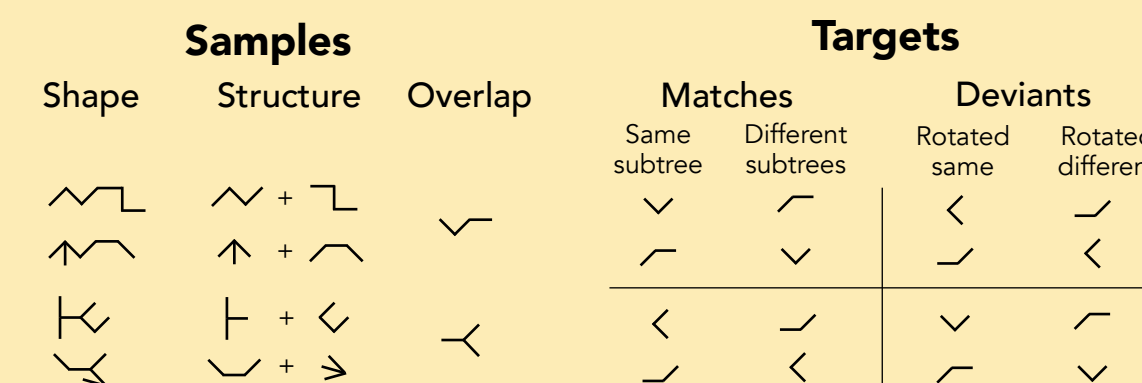 Samples
Targets
Shape Structure Overlap
Matches Deviants
Same Different Rotated
subtree subtrees same
+
+
+
+